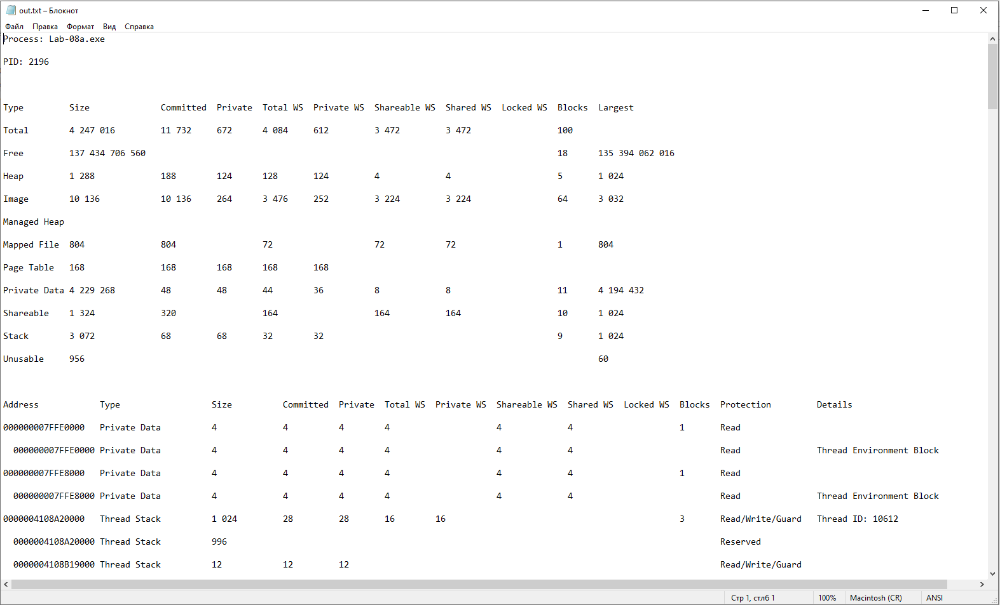 out.txt – Блокнот
Файл Правка Формат Вид Справка
Process: Lab-08a.exe
PID: 2196
Type Size Committed Private Total WS Private WS Shareable WS Shared WS Locked WS Blocks Largest
Total 4 247 016 11 732 672 4 084 612 3 472 3 472 100
Free 137 434 706 560 18 135 394 062 016
Heap 1 288 188 124 128 124 4 4 5 1 024
Image 10 136 10 136 264 3 476 252 3 224 3 224 64 3 032
Managed Heap
Mapped File 804 804 72 72 72 1 804
Page Table 168 168 168 168 168
Private Data 4 229 268 48 48 44 36 8 8 11 4 194 432
Shareable 1 324 320 164 164 164 10 1 024
Stack 3 072 68 68 32 32 9 1 024
Unusable 956 60
Address Type Size Committed Private Total WS Private WS Shareable WS Shared WS Locked WS Blocks Protection Details
000000007FFE0000 Private Data 4 4 4 4 4 4 1 Read
000000007FFE0000 Private Data 4 4 4 4 4 4 Read Thread Environment Block
000000007FFE8000 Private Data 4 4 4 4 4 4 1 Read
000000007FFE8000 Private Data 4 4 4 4 4 4 Read Thread Environment Block
0000004108A20000 Thread Stack 1 024 28 28 16 16 3 Read/Write/Guard Thread ID: 10612
0000004108A20000 Thread Stack 996 Reserved
0000004108B19000 Thread Stack 12 12 12 Read/Write/Guard
Стр 1, стлб 1 100% Macintosh (CR) ANSI